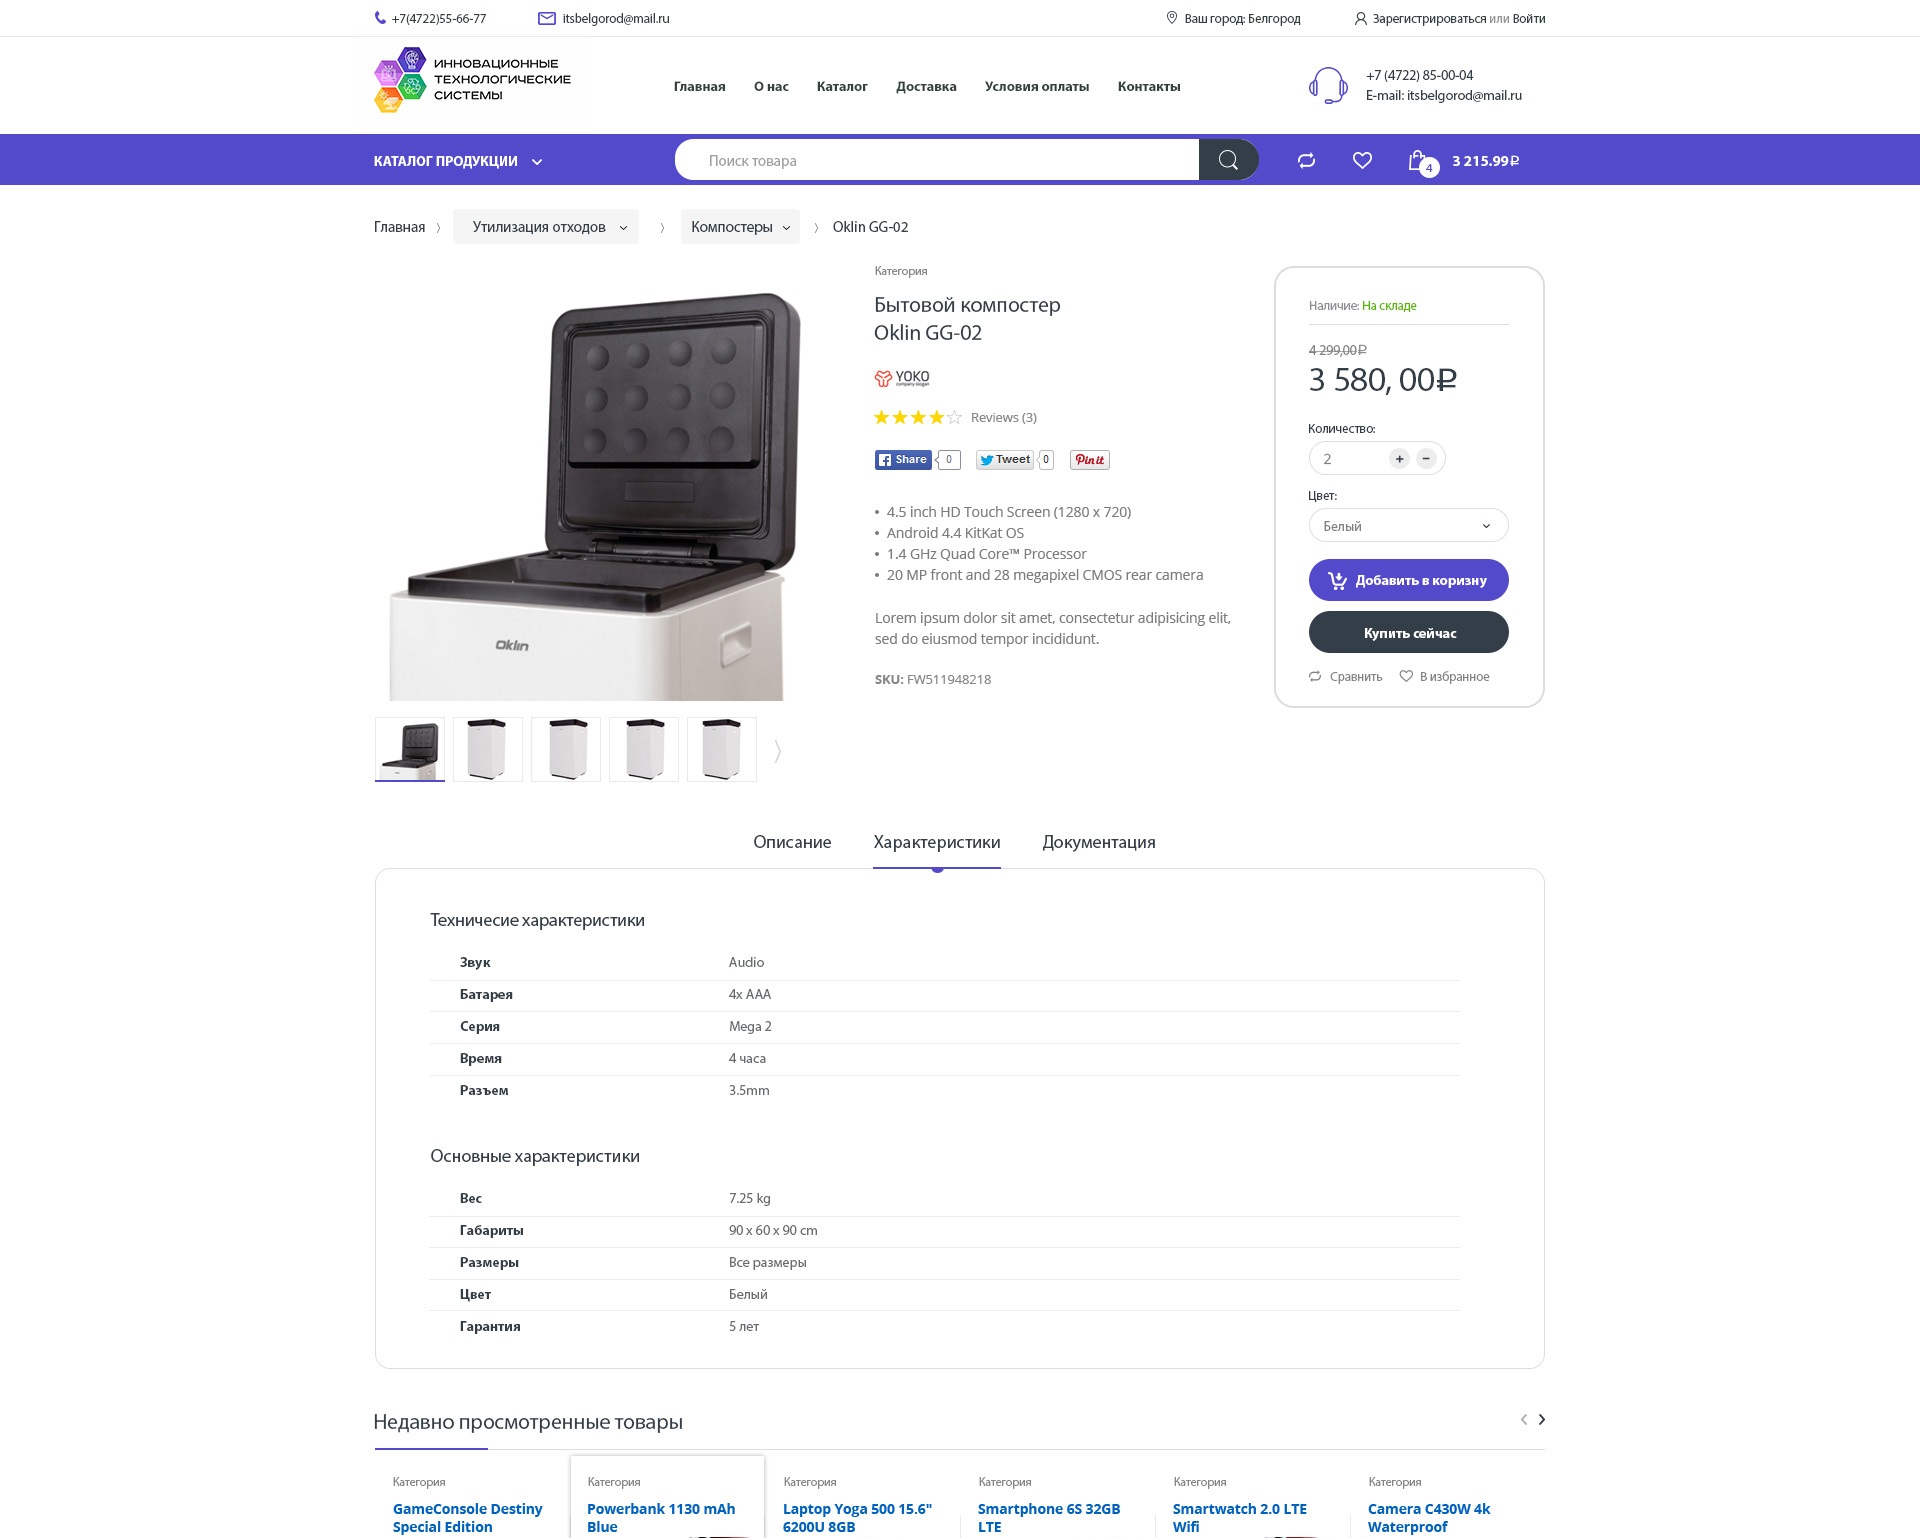 +7(4722)55-66-77
itsbelgorod@mail.ru
Ваш город: Белгород
Зарегистрироваться или Войти
ИННОВАЦИОННЫЕ
ТЕХНОЛОГИЧЕСКИЕ
СИСТЕМЫ
Главная
О нас
Каталог
Доставка
Условия оплаты
Контакты
+7 (4722) 85-00-04
E-mail: itsbelgorod@mail.ru
КАТАЛОГ ПРОДУКЦИИ
Поиск товара
4
3 215.99₽
Главная
Утилизация отходов
Компостеры
Oklin GG-02
Oklin
Категория
Бытовой компостер
Oklin GG-02
YOKO
company slogan
Reviews (3)
Share
0
Tweet
0
Pin it
• 4.5 inch HD Touch Screen (1280 x 720)
• Android 4.4 KitKat OS
• 1.4 GHz Quad Core™ Processor
• 20 MP front and 28 megapixel CMOS rear camera
Lorem ipsum dolor sit amet, consectetur adipisicing elit,
sed do eiusmod tempor incididunt.
SKU: FW511948218
Наличие: На складе
4 299,00₽
3 580, 00₽
Количество:
2
+
−
Цвет:
Белый
Добавить в коризну
Купить сейчас
Сравнить
В избранное
Описание
Характеристики
Документация
Техничесие характеристики
Звук
Audio
Батарея
4x AAA
Серия
Mega 2
Время
4 часа
Разъем
3.5mm
Основные характеристики
Вес
7.25 kg
Габариты
90 x 60 x 90 cm
Размеры
Все размеры
Цвет
Белый
Гарантия
5 лет
Недавно просмотренные товары
Категория
GameConsole Destiny
Special Edition
Категория
Powerbank 1130 mAh
Blue
Категория
Laptop Yoga 500 15.6"
6200U 8GB
Категория
Smartphone 6S 32GB
LTE
Категория
Smartwatch 2.0 LTE
Wifi
Категория
Camera C430W 4k
Waterproof